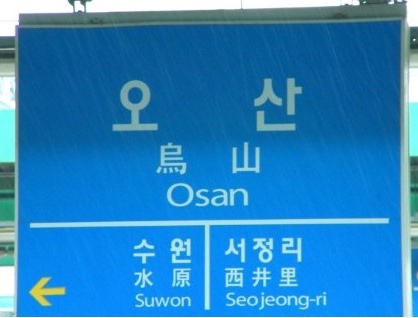 오 산
烏 山
Osan
수 원 서정리
水 原 西井里
Suwon Seojeong-ri